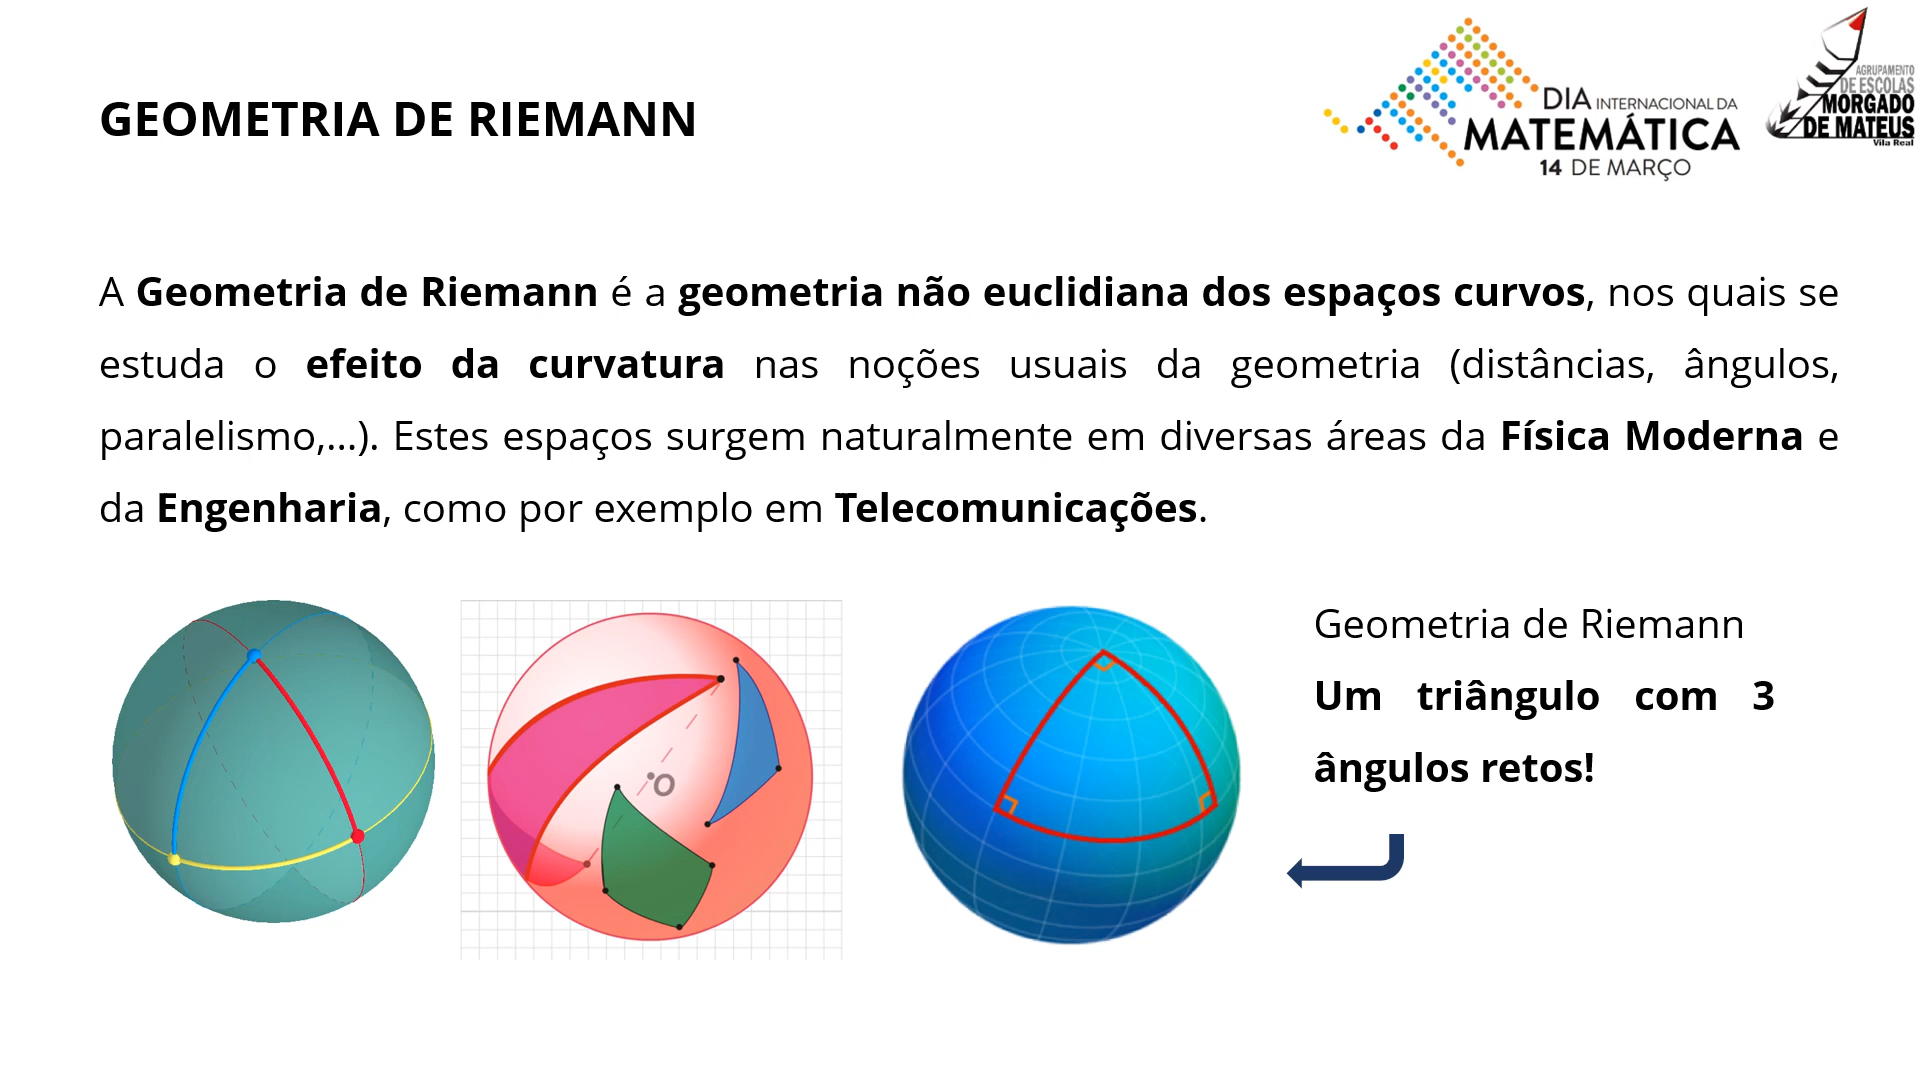 GEOMETRIA DE RIEMANN
DIA INTERNACIONAL DA
MATEMÁTICA
14 DE MARÇO
AGRUPAMENTO
DE ESCOLAS
MORGADO
DE MATEUS
Vila Real
A Geometria de Riemann é a geometria não euclidiana dos espaços curvos, nos quais se
estuda o efeito da curvatura nas noções usuais da geometria (distâncias, ângulos,
paralelismo,...). Estes espaços surgem naturalmente em diversas áreas da Física Moderna e
da Engenharia, como por exemplo em Telecomunicações.
O
Geometria de Riemann
Um triângulo com 3
ângulos retos!